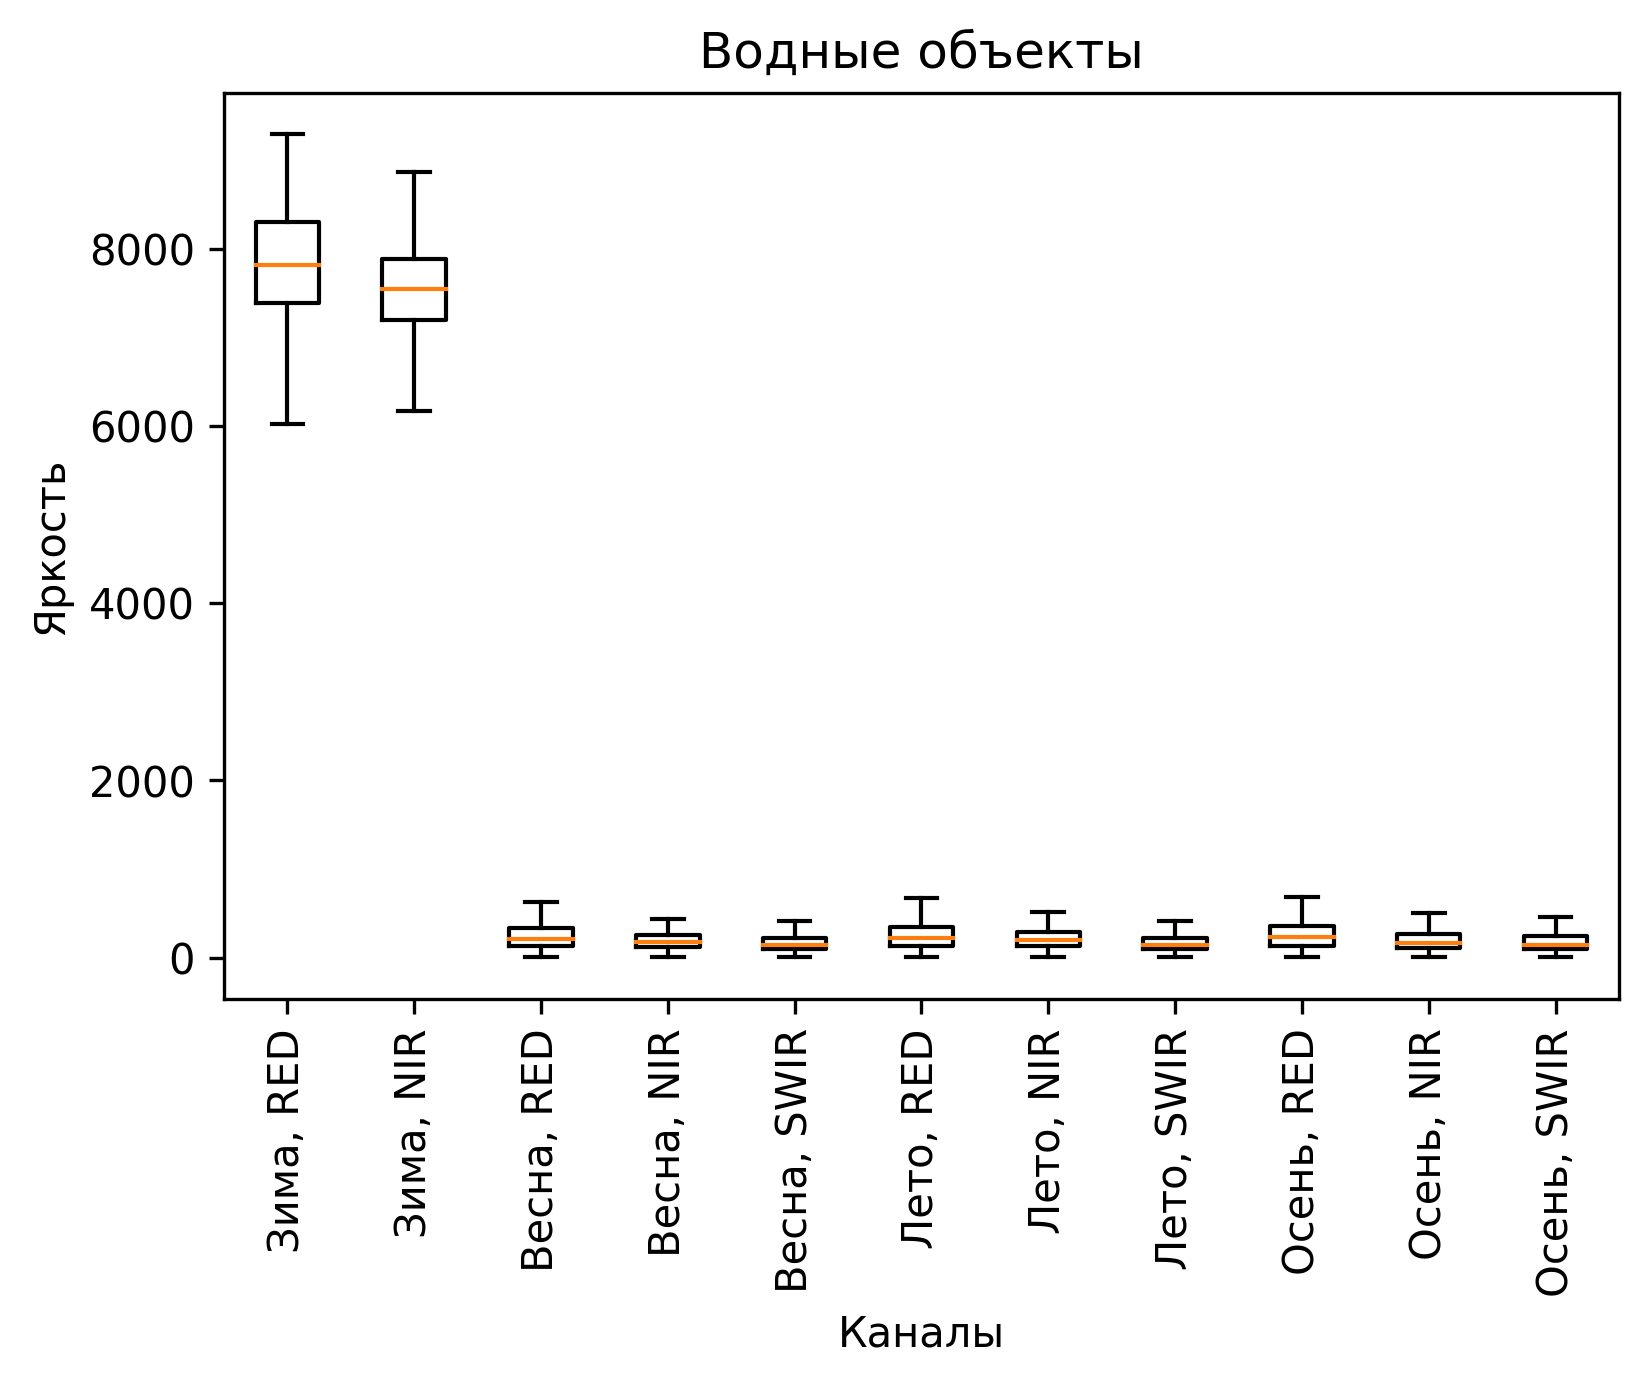 Водные объекты
Яркость
8000
6000
4000
2000
0
Зима, RED
Зима, NIR
Весна, RED
Весна, NIR
Весна, SWIR
Лето, RED
Лето, NIR
Лето, SWIR
Осень, RED
Осень, NIR
Осень, SWIR
Каналы